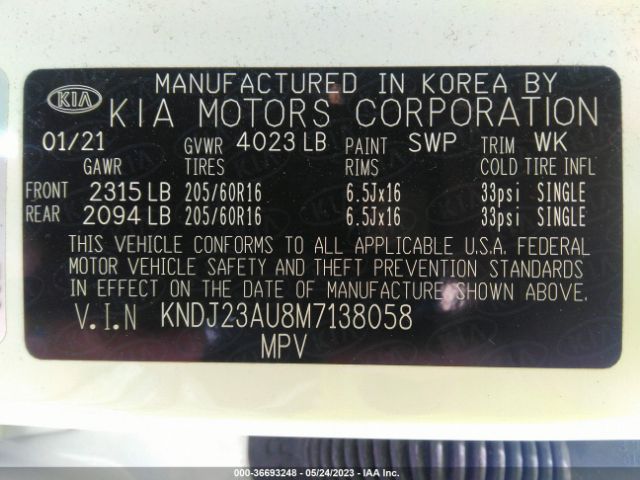 MANUFACTURED IN KOREA BY
KIA KIA MOTORS CORPORATION
01/21 GVWR 4023 LB PAINT SWP TRIM WK
GAWR TIRES RIMS COLD TIRE INFL
FRONT 2315 LB 205/60R16 6.5Jx16 33psi SINGLE
REAR 2094 LB 205/60R16 6.5Jx16 33psi SINGLE
THIS VEHICLE CONFORMS TO ALL APPLICABLE U.S.A. FEDERAL
MOTOR VEHICLE SAFETY AND THEFT PREVENTION STANDARDS
IN EFFECT ON THE DATE OF MANUFACTURE SHOWN ABOVE.
V.I.N KNDJ23AU8M7138058
MPV
000-36693248 - 05/24/2023 - IAA Inc.